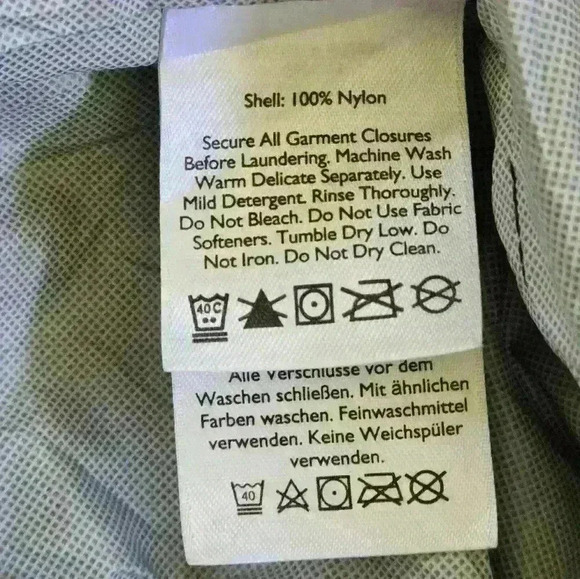 Shell: 100% Nylon
Secure All Garment Closures
Before Laundering. Machine Wash
Warm Delicate Separately. Use
Mild Detergent. Rinse Thoroughly.
Do Not Bleach. Do Not Use Fabric
Softeners. Tumble Dry Low. Do
Not Iron. Do Not Dry Clean.
40C
Alle Verschlüsse vor dem
Waschen schließen. Mit ähnlichen
Farben waschen. Feinwaschmittel
verwenden. Keine Weichspüler
verwenden.
40